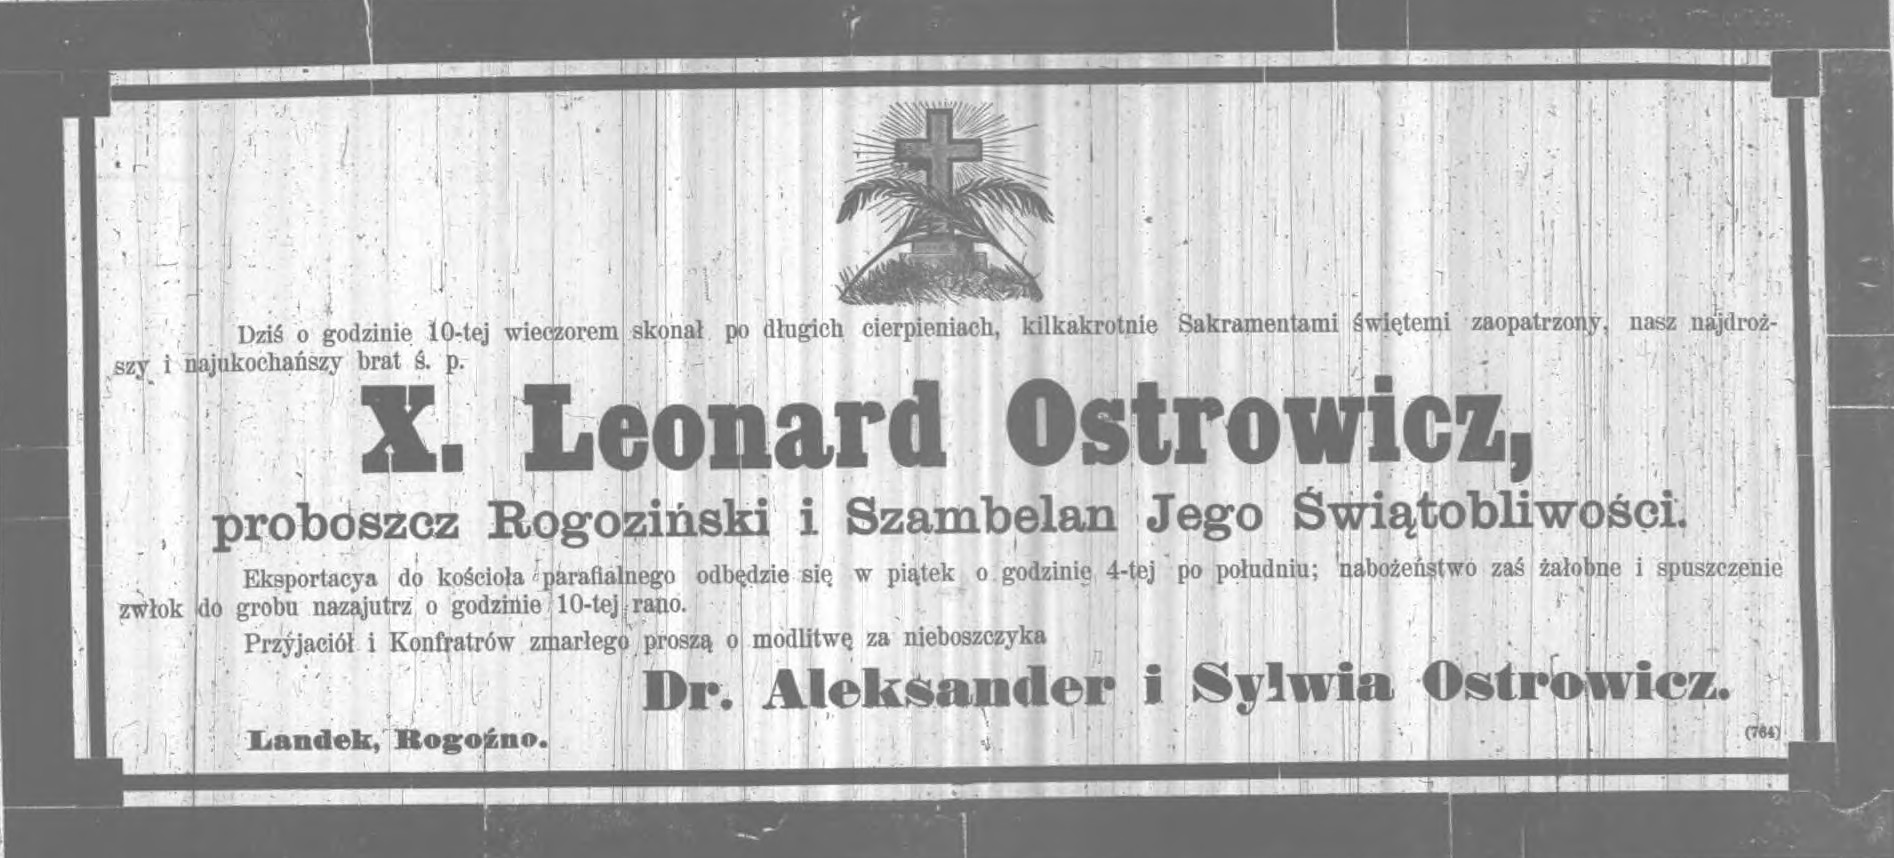 Dziś o godzinie 10-tej wieczorem skonał po długich cierpieniach, kilkakrotnie Sakramentami świętemi zaopatrzony, nasz najdroż-
szy i najukochańszy brat ś. p.
X. Leonard Ostrowicz,
proboszcz Rogoziński i Szambelan Jego Świątobliwości.
Eksportacya do kościoła parafialnego odbędzie się w piątek o godzinie 4-tej po południu; nabożeństwo zaś żałobne i spuszczenie
zwłok do grobu nazajutrz o godzinie 10-tej rano.
Przyjaciół i Konfratrów zmarłego proszą o modlitwę za nieboszczyka
Dr. Aleksander i Sylwia Ostrowicz.
Landek, Rogoźno.
(764)